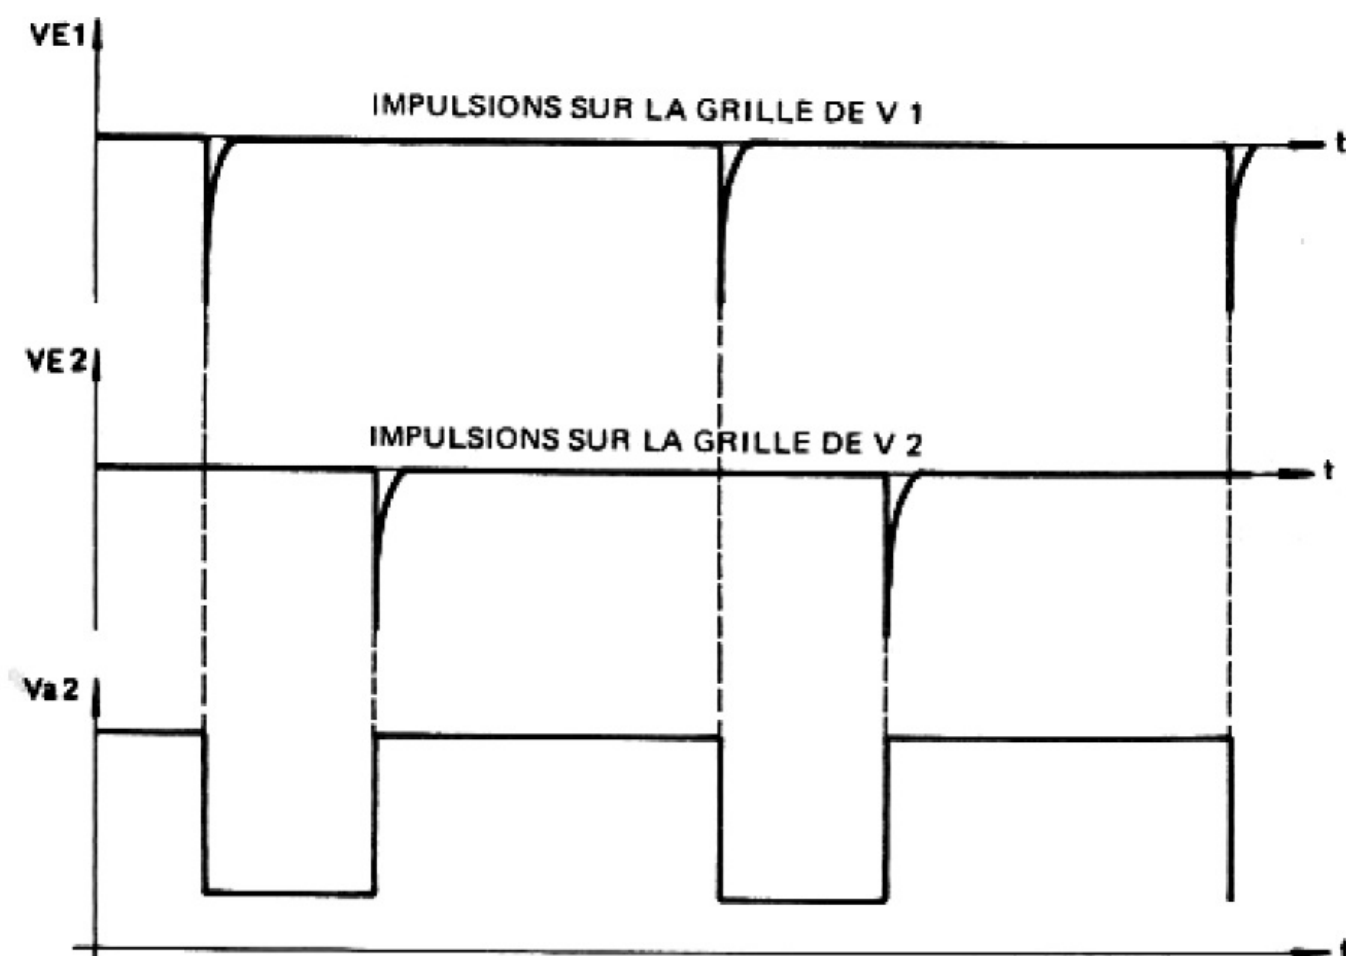 VE1
IMPULSIONS SUR LA GRILLE DE V 1
t
VE 2
IMPULSIONS SUR LA GRILLE DE V 2
t
Va 2
t